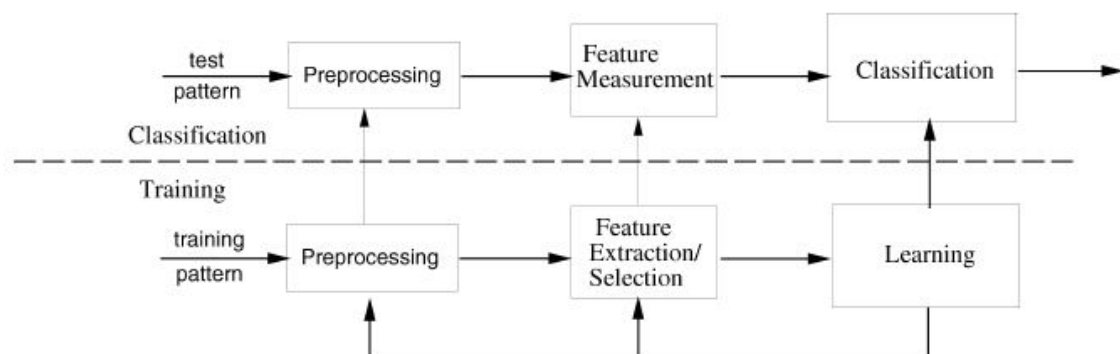 test
pattern
Preprocessing
Feature
Measurement
Classification
Classification
Training
training
pattern
Preprocessing
Feature
Extraction/
Selection
Learning